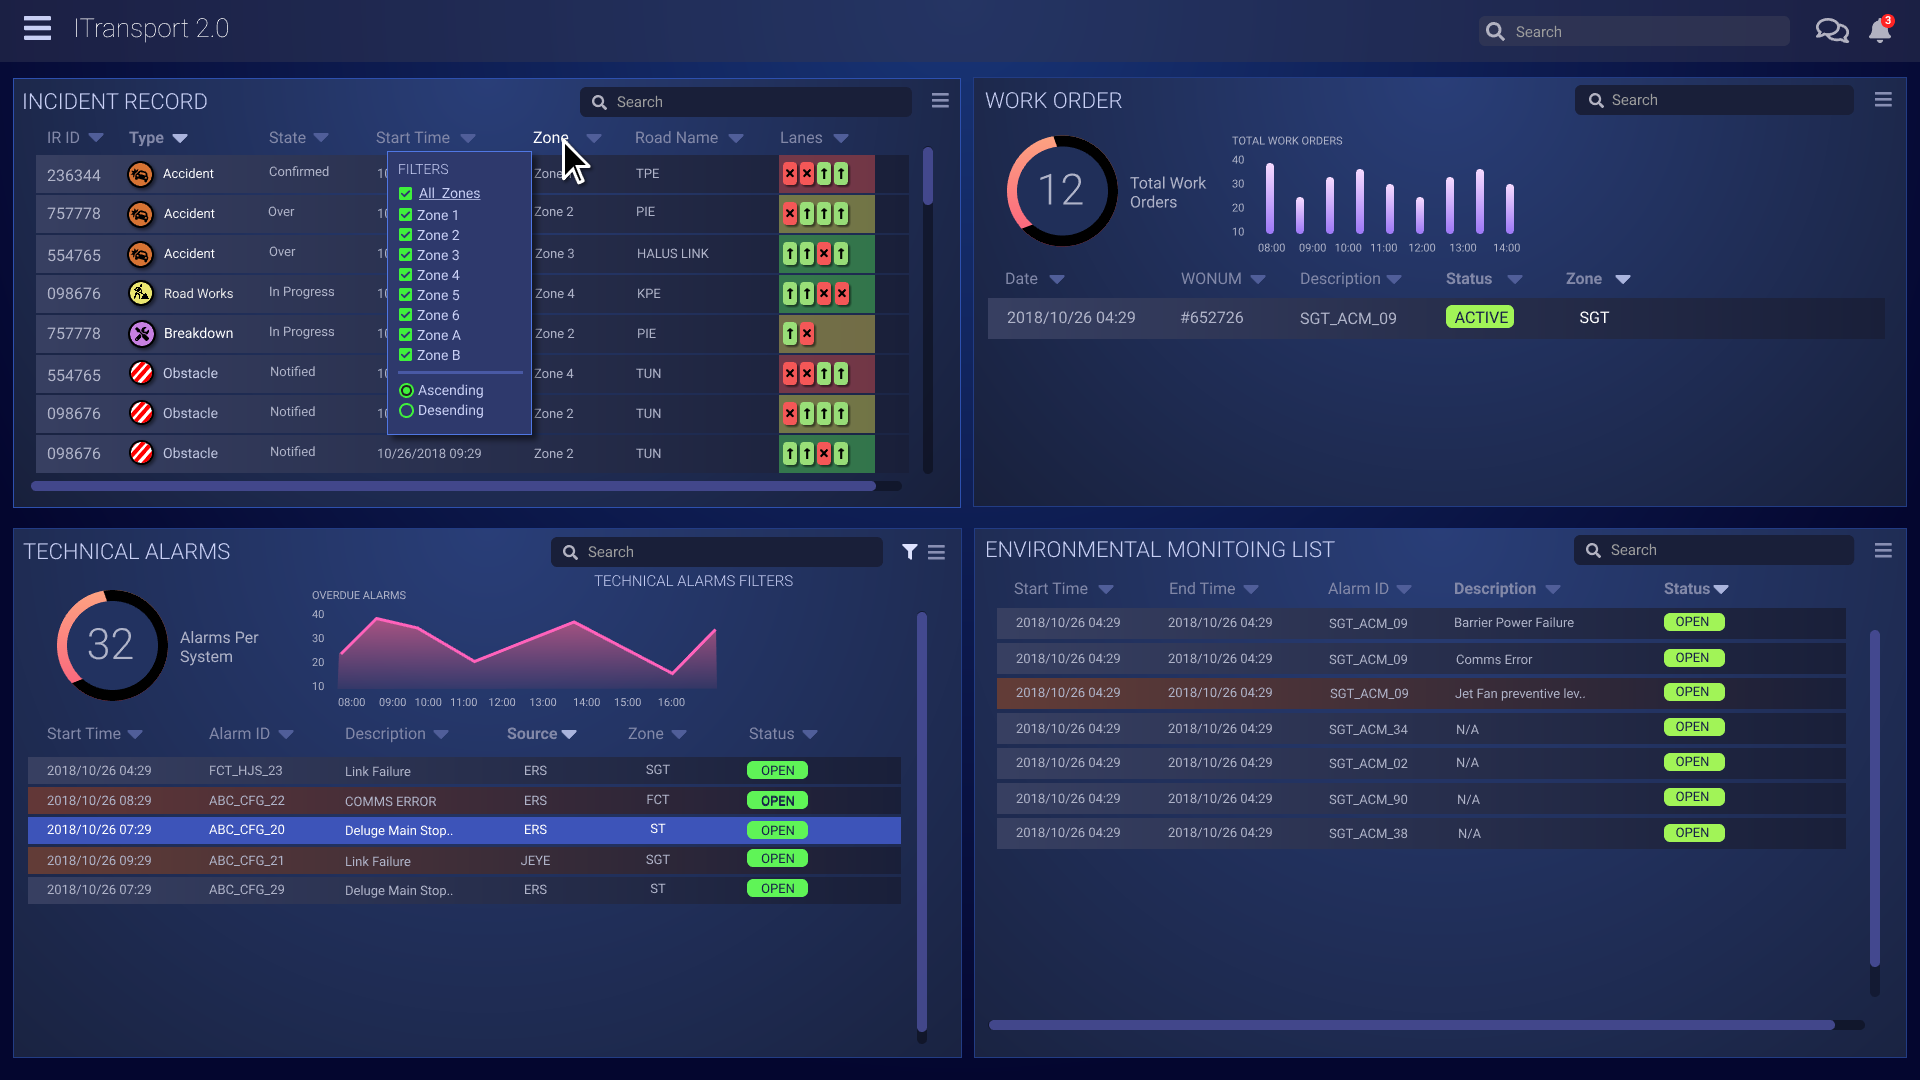 ITransport 2.0
Search
3
INCIDENT RECORD
Search
IR ID Type State Start Time Zone Road Name Lanes
236344 Accident Confirmed 10 Zone TPE
757778 Accident Over 10 Zone 2 PIE
554765 Accident Over 10 Zone 3 HALUS LINK
098676 Road Works In Progress 10 Zone 4 KPE
757778 Breakdown In Progress 10 Zone 2 PIE
554765 Obstacle Notified 10 Zone 4 TUN
098676 Obstacle Notified 10 Zone 2 TUN
098676 Obstacle Notified 10/26/2018 09:29 Zone 2 TUN
FILTERS
All Zones
Zone 1
Zone 2
Zone 3
Zone 4
Zone 5
Zone 6
Zone A
Zone B
Ascending
Desending
WORK ORDER
Search
12
Total Work
Orders
TOTAL WORK ORDERS
40
30
20
10
08:00 09:00 10:00 11:00 12:00 13:00 14:00
Date WONUM Description Status Zone
2018/10/26 04:29 #652726 SGT_ACM_09 ACTIVE SGT
TECHNICAL ALARMS
Search
TECHNICAL ALARMS FILTERS
32
Alarms Per
System
OVERDUE ALARMS
40
30
20
10
08:00 09:00 10:00 11:00 12:00 13:00 14:00 15:00 16:00
Start Time Alarm ID Description Source Zone Status
2018/10/26 04:29 FCT_HJS_23 Link Failure ERS SGT OPEN
2018/10/26 08:29 ABC_CFG_22 COMMS ERROR ERS FCT OPEN
2018/10/26 07:29 ABC_CFG_20 Deluge Main Stop.. ERS ST OPEN
2018/10/26 09:29 ABC_CFG_21 Link Failure JEYE SGT OPEN
2018/10/26 07:29 ABC_CFG_29 Deluge Main Stop.. ERS ST OPEN
ENVIRONMENTAL MONITOING LIST
Search
Start Time End Time Alarm ID Description Status
2018/10/26 04:29 2018/10/26 04:29 SGT_ACM_09 Barrier Power Failure OPEN
2018/10/26 04:29 2018/10/26 04:29 SGT_ACM_09 Comms Error OPEN
2018/10/26 04:29 2018/10/26 04:29 SGT_ACM_09 Jet Fan preventive lev.. OPEN
2018/10/26 04:29 2018/10/26 04:29 SGT_ACM_34 N/A OPEN
2018/10/26 04:29 2018/10/26 04:29 SGT_ACM_02 N/A OPEN
2018/10/26 04:29 2018/10/26 04:29 SGT_ACM_90 N/A OPEN
2018/10/26 04:29 2018/10/26 04:29 SGT_ACM_38 N/A OPEN